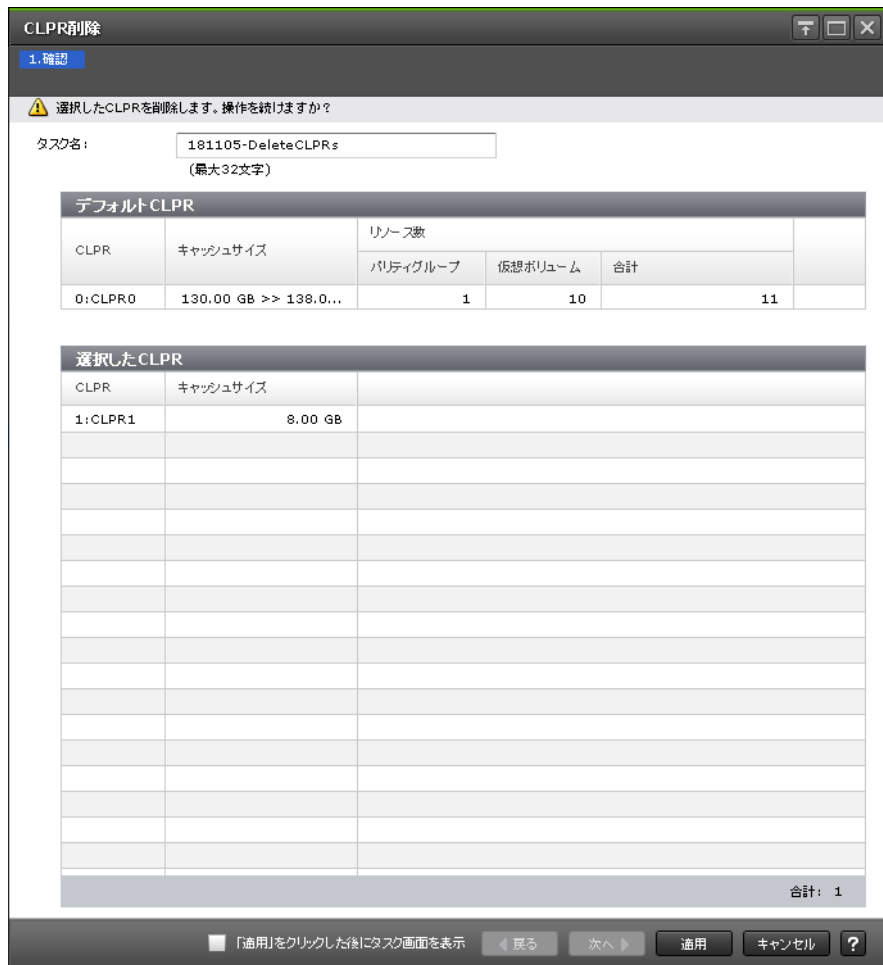 CLPR削除
1.確認
選択したCLPRを削除します。操作を続けますか?
タスク名: 181105-DeleteCLPRs
(最大32文字)
デフォルトCLPR
CLPR キャッシュサイズ リソース数
パリティグループ 仮想ボリューム 合計
0:CLPR0 130.00 GB >> 138.0... 1 10 11
選択したCLPR
CLPR キャッシュサイズ
1:CLPR1 8.00 GB
合計: 1
「適用」をクリックした後にタスク画面を表示 戻る 次へ 適用 キャンセル ?